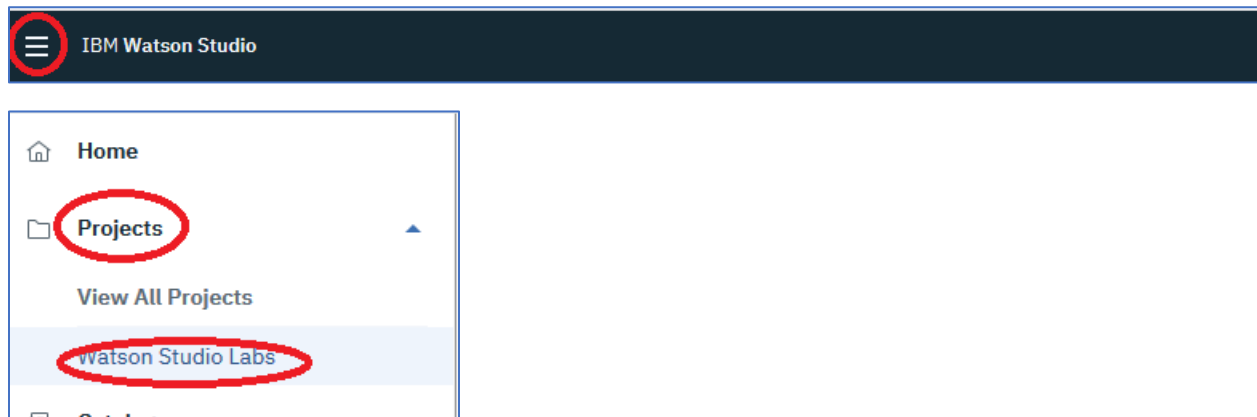 IBM Watson Studio
Home
Projects
View All Projects
Watson Studio Labs